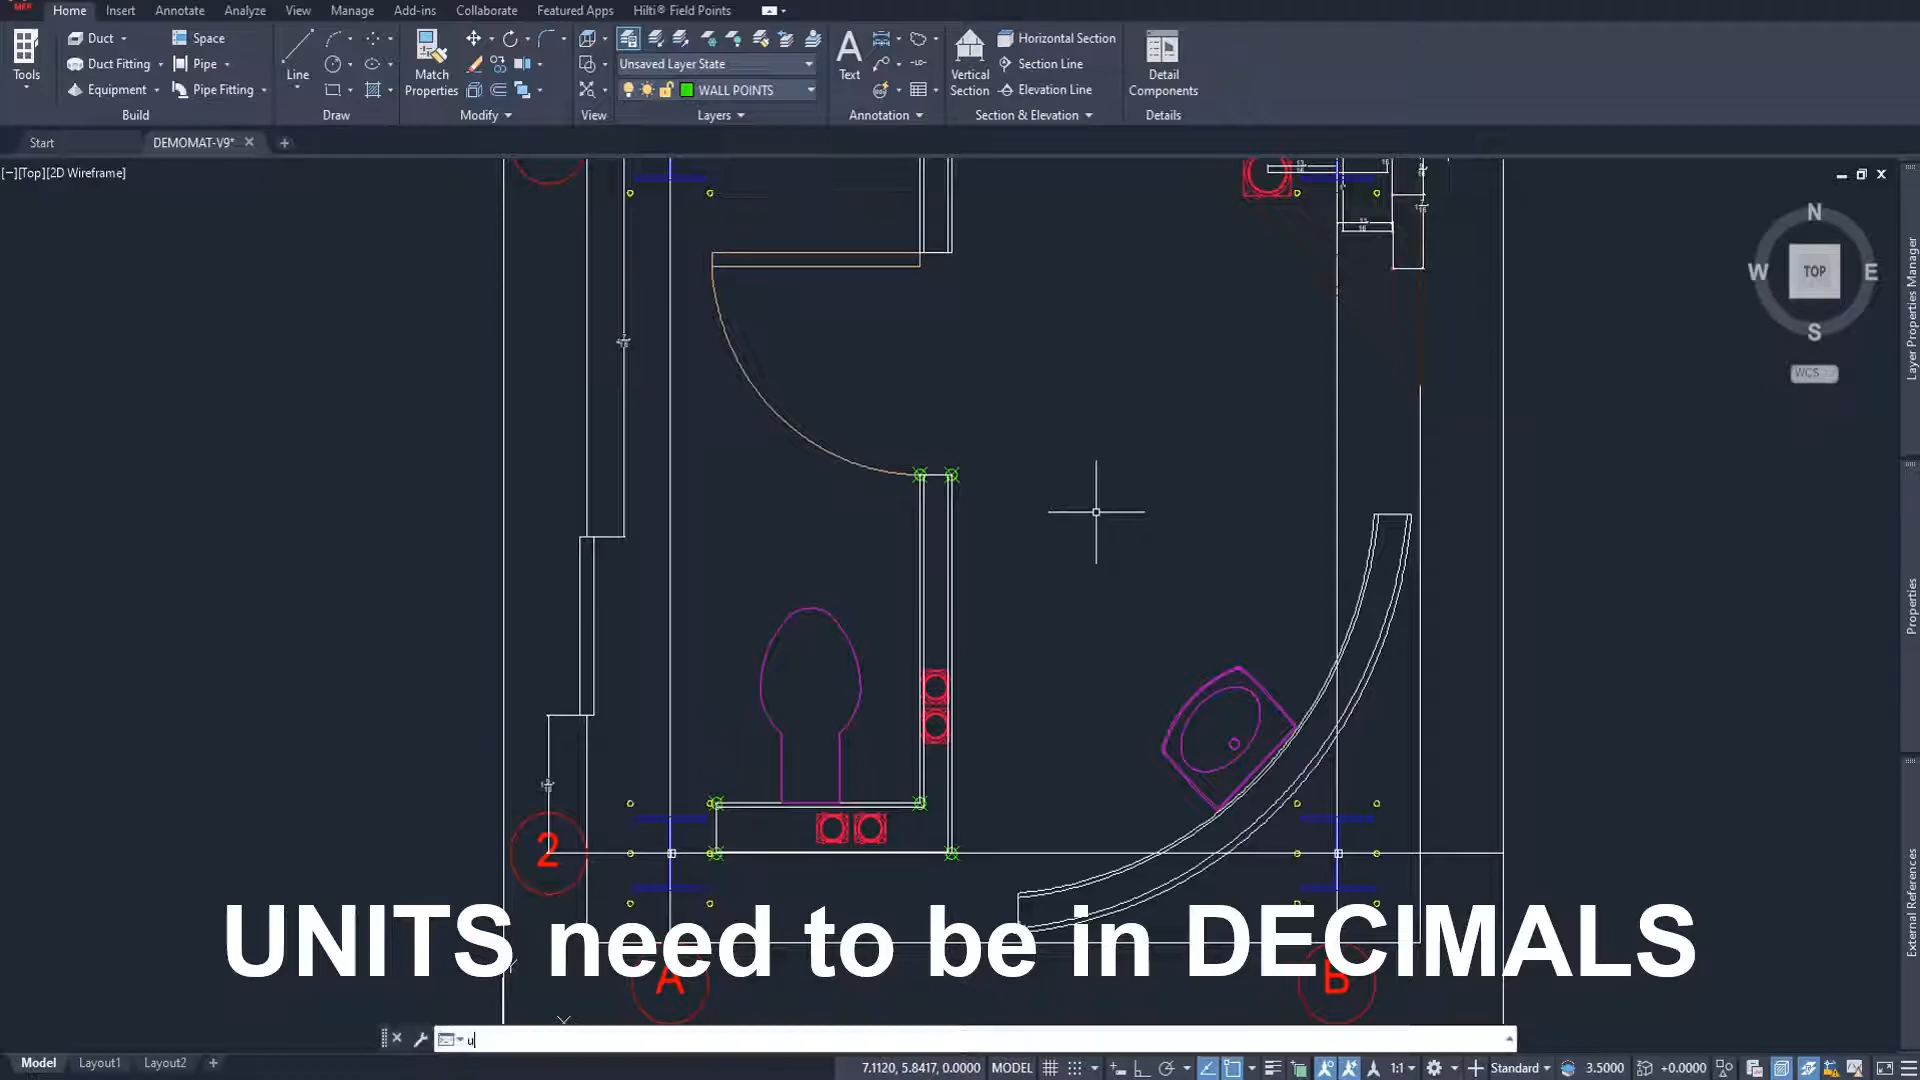 Home Insert Annotate Analyze View Manage Add-ins Collaborate Featured Apps Hilti® Field Points
Duct Space
Tools Duct Fitting Pipe
Equipment Pipe Fitting
Build
Line
Draw
Match
Properties
Modify
View
Unsaved Layer State
WALL POINTS
Layers
Text
Annotation
Vertical
Section
Horizontal Section
Section Line
Elevation Line
Section & Elevation
Detail
Components
Details
Start DEMOMAT-V9*
[−][Top][2D Wireframe]
N
W TOP E
S
WCS
Layer Properties Manager
Properties
External References
2
UNITS need to be in DECIMALS
A B
u
Model Layout1 Layout2
7.1120, 5.8417, 0.0000 MODEL 1:1 Standard 3.5000 +0.0000